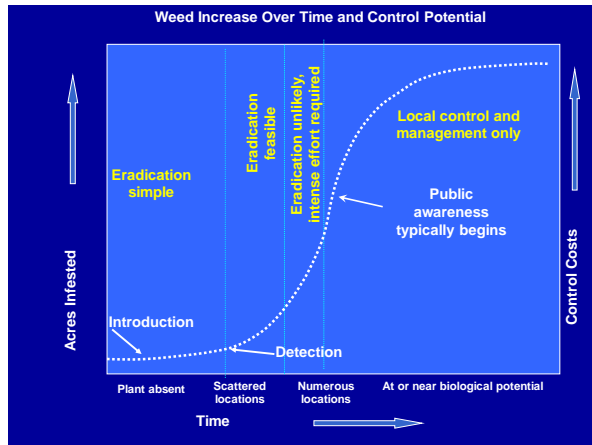 Weed Increase Over Time and Control Potential
Acres Infested
Eradication
simple
Eradication
feasible
Eradication unlikely,
intense effort required
Local control and
management only
Public
awareness
typically begins
Control Costs
Introduction
Detection
Plant absent
Scattered
locations
Numerous
locations
At or near biological potential
Time